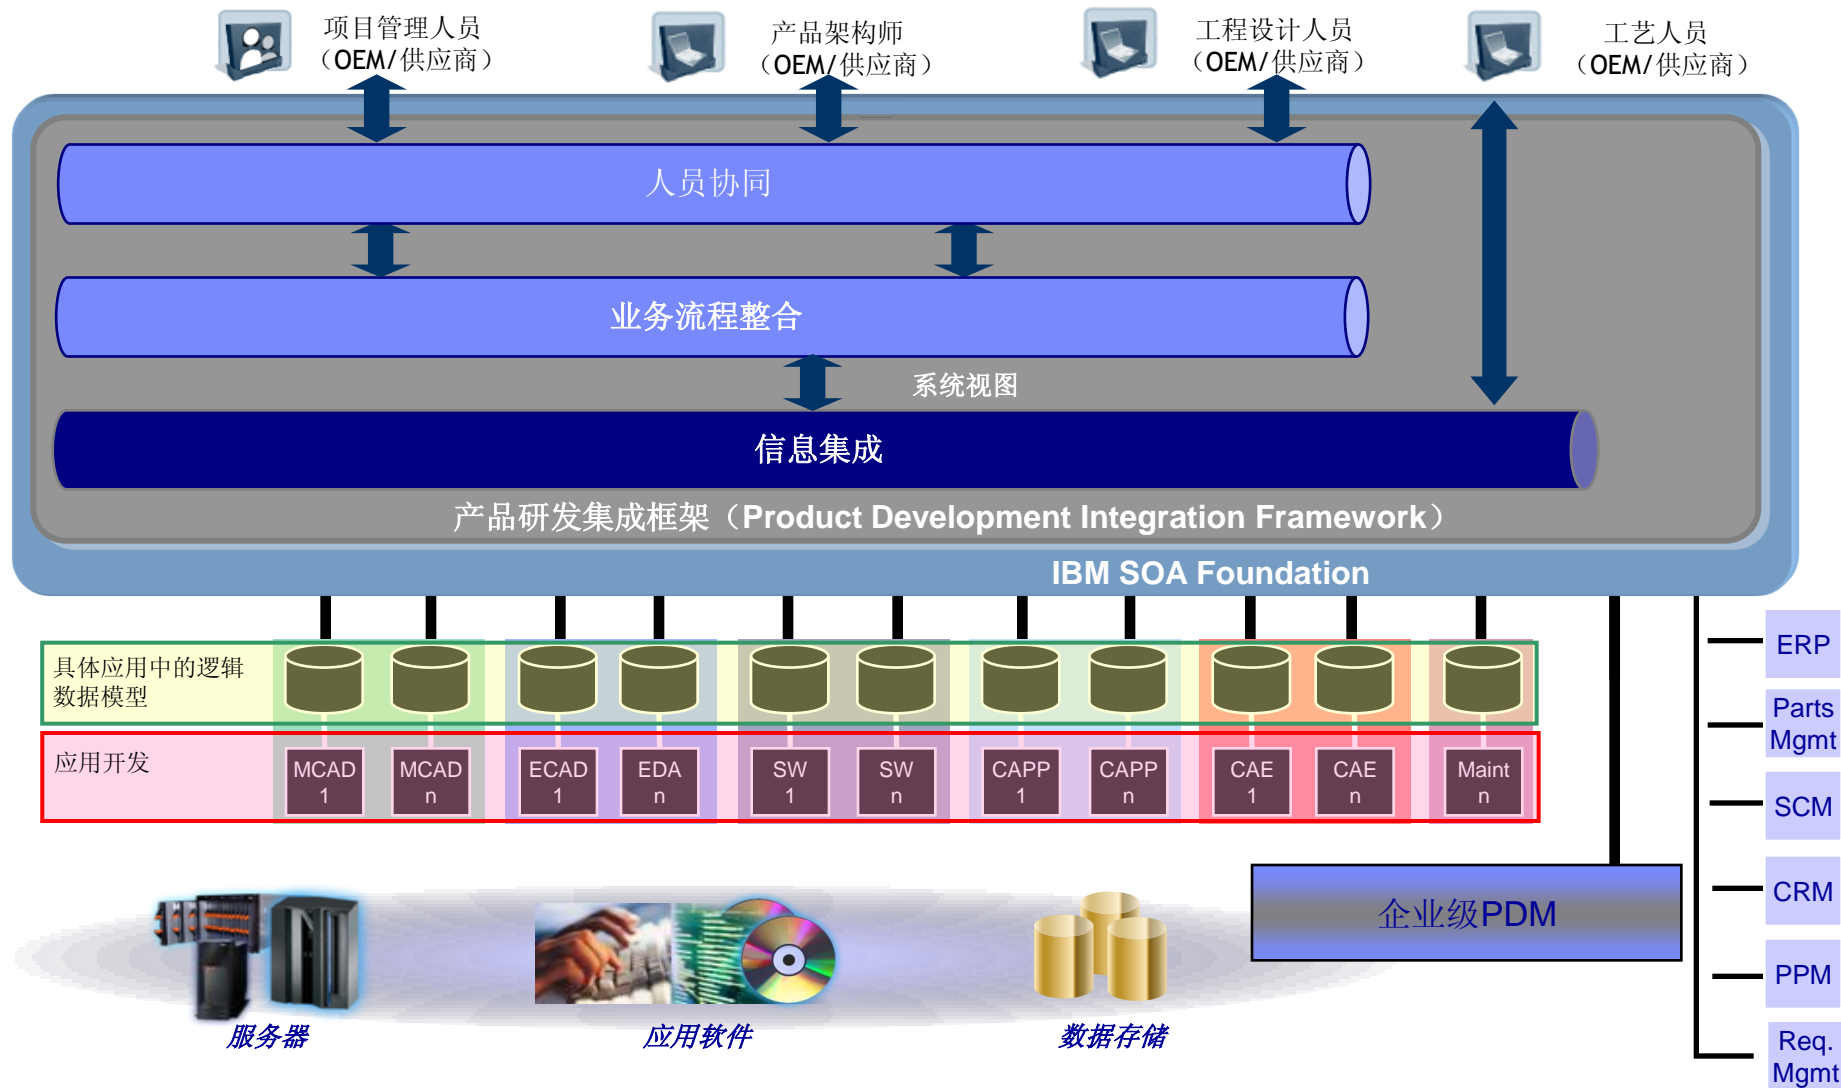 项目管理人员
（OEM/供应商）
产品架构师
（OEM/供应商）
工程设计人员
（OEM/供应商）
工艺人员
（OEM/供应商）
人员协同
业务流程整合
系统视图
信息集成
产品研发集成框架（Product Development Integration Framework）
IBM SOA Foundation
具体应用中的逻辑
数据模型
应用开发
MCAD
1
MCAD
n
ECAD
1
EDA
n
SW
1
SW
n
CAPP
1
CAPP
n
CAE
1
CAE
n
Maint
n
ERP
Parts
Mgmt
SCM
CRM
PPM
Req.
Mgmt
企业级PDM
服务器
应用软件
数据存储